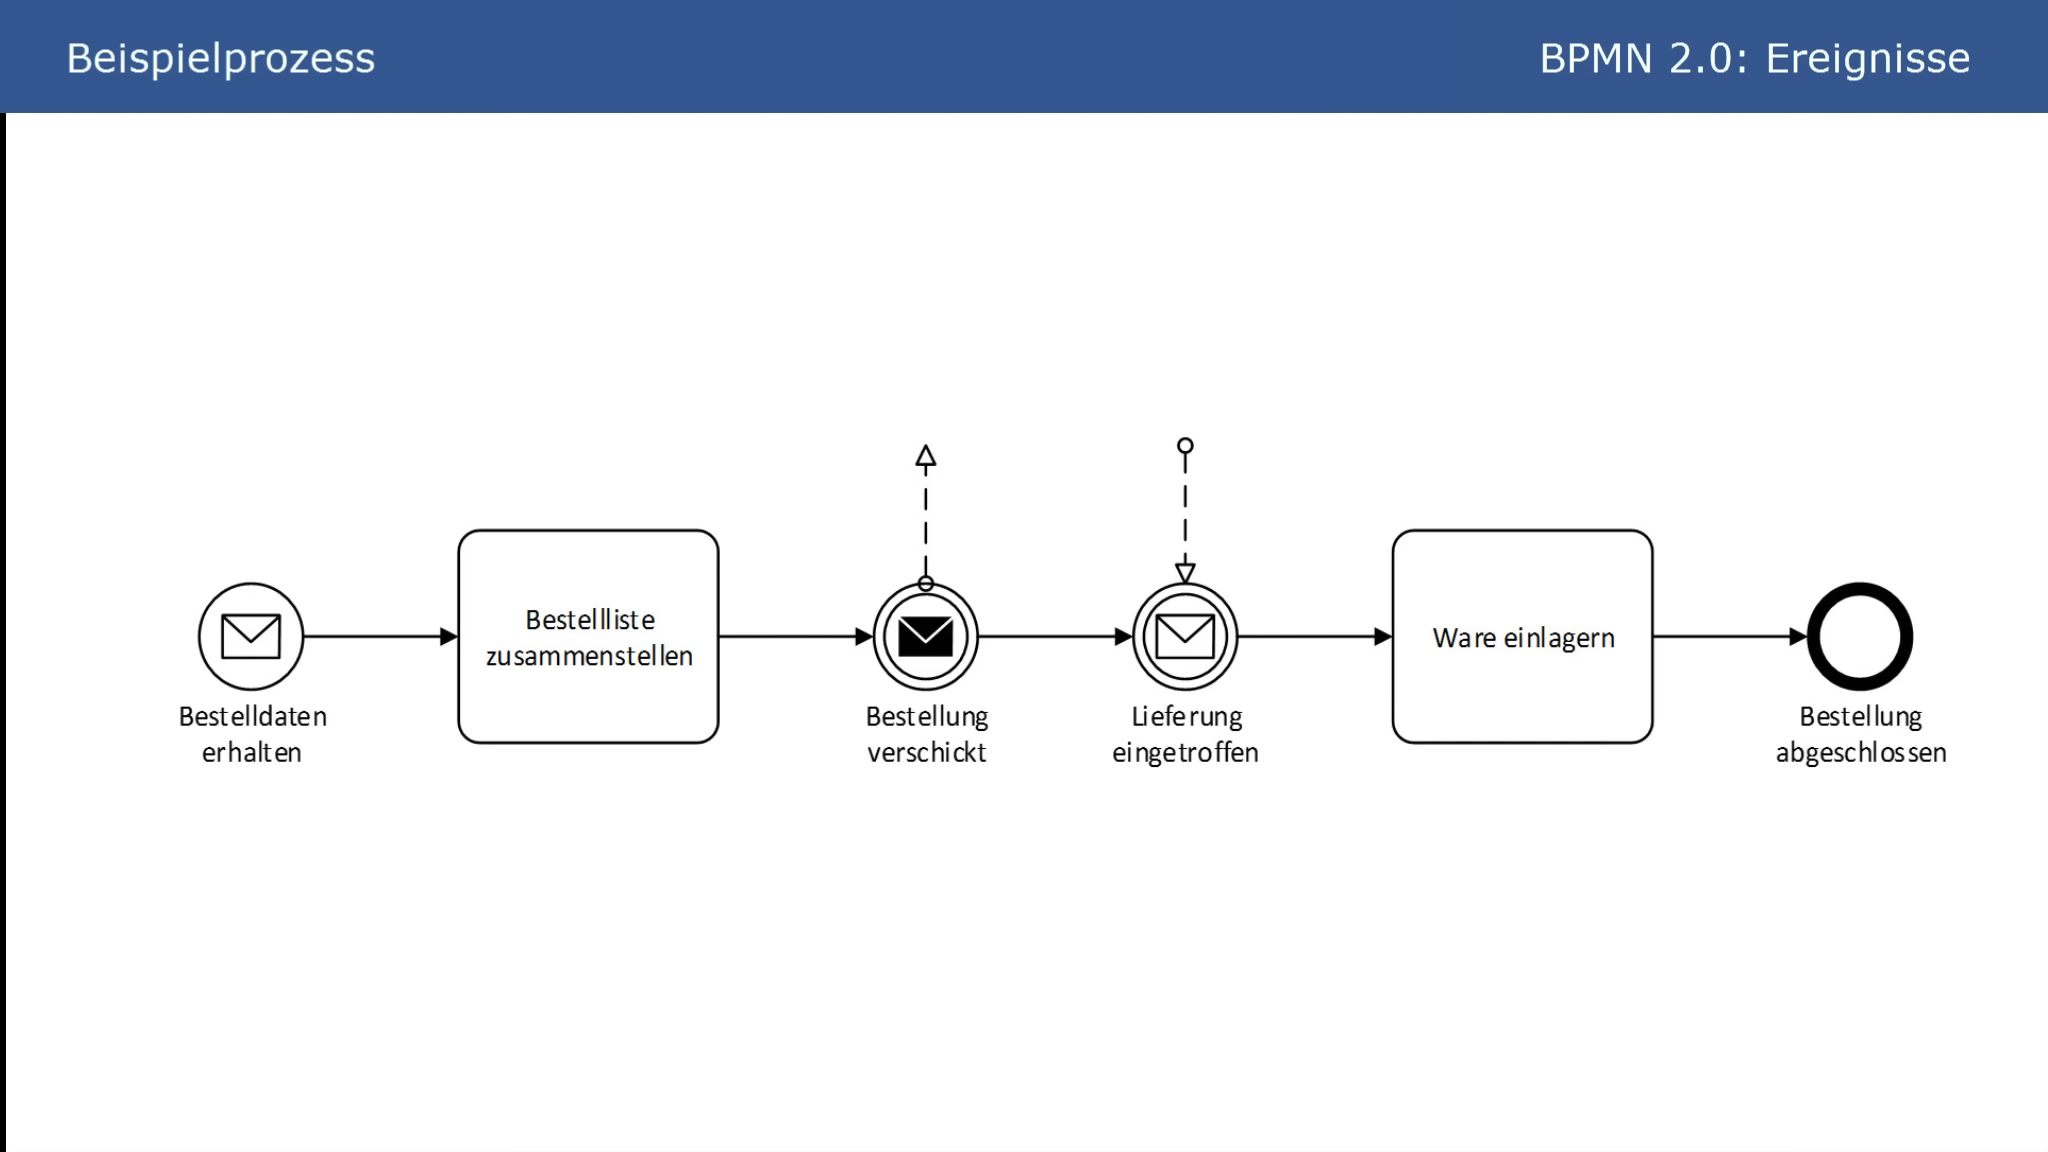 Beispielprozess
BPMN 2.0: Ereignisse
Bestellliste
zusammenstellen
Ware einlagern
Bestelldaten
erhalten
Bestellung
verschickt
Lieferung
eingetroffen
Bestellung
abgeschlossen